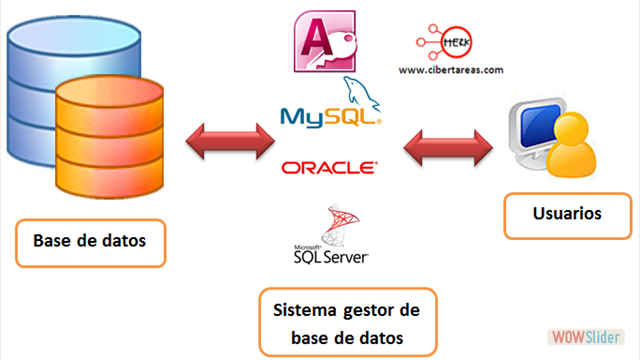 A
HERK
www.cibertareas.com
MySQL®
ORACLE®
Microsoft®
SQL Server®
Base de datos
Usuarios
Sistema gestor de
base de datos
WOWSlider